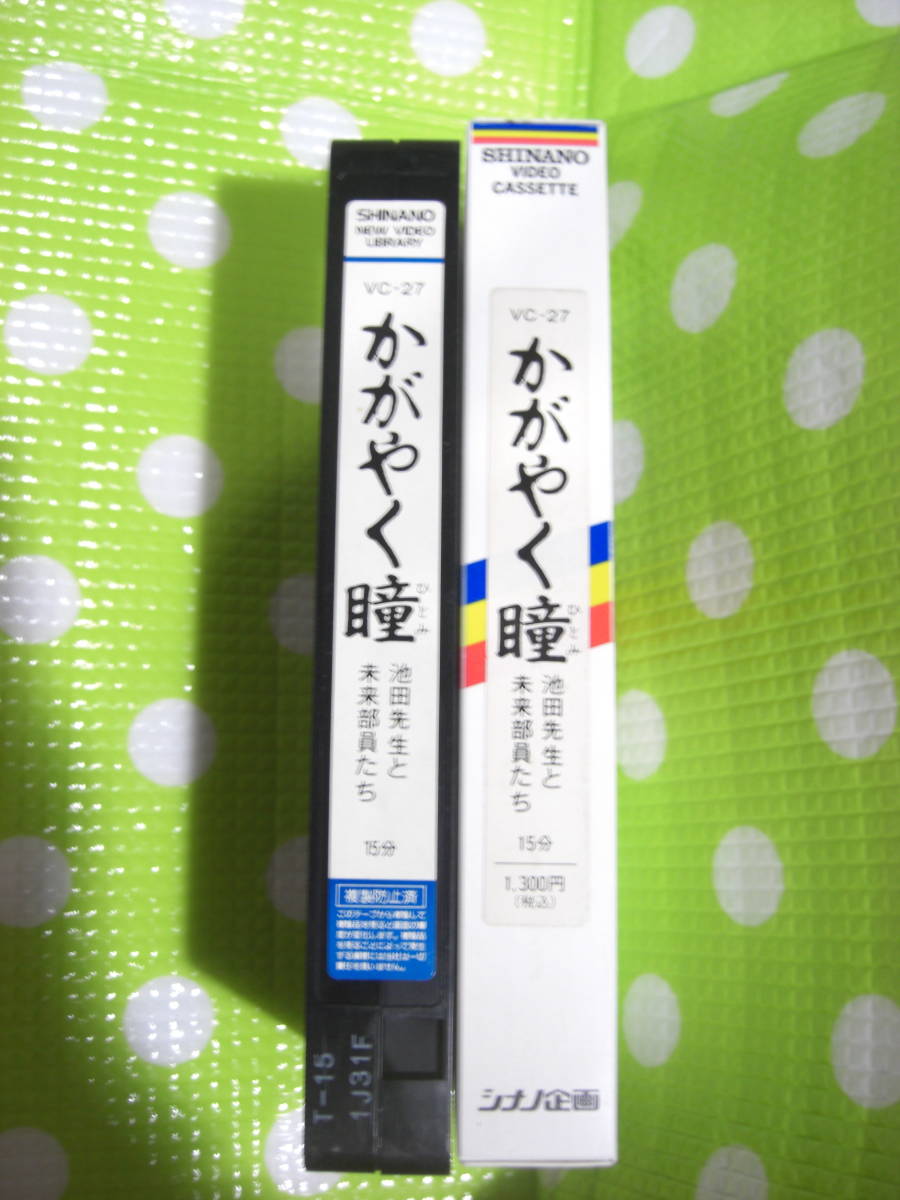 SHINANO
NEW VIDEO
LIBRARY
VC-27
かがやく瞳
ひとみ
池田先生と
未来部員たち
15分
複製防止済
T-15
1J31F
SHINANO
VIDEO
CASSETTE
VC-27
かがやく瞳
ひとみ
池田先生と
未来部員たち
15分
1,300円
(税込)
シナノ企画